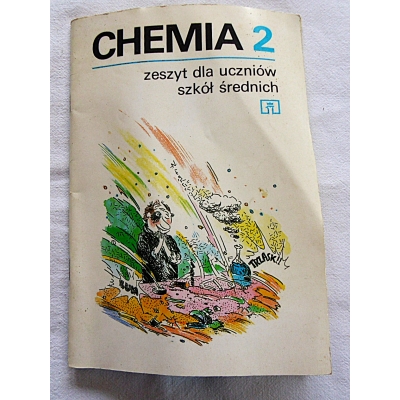 CHEMIA 2
zeszyt dla uczniów
szkół średnich
TRZASK!